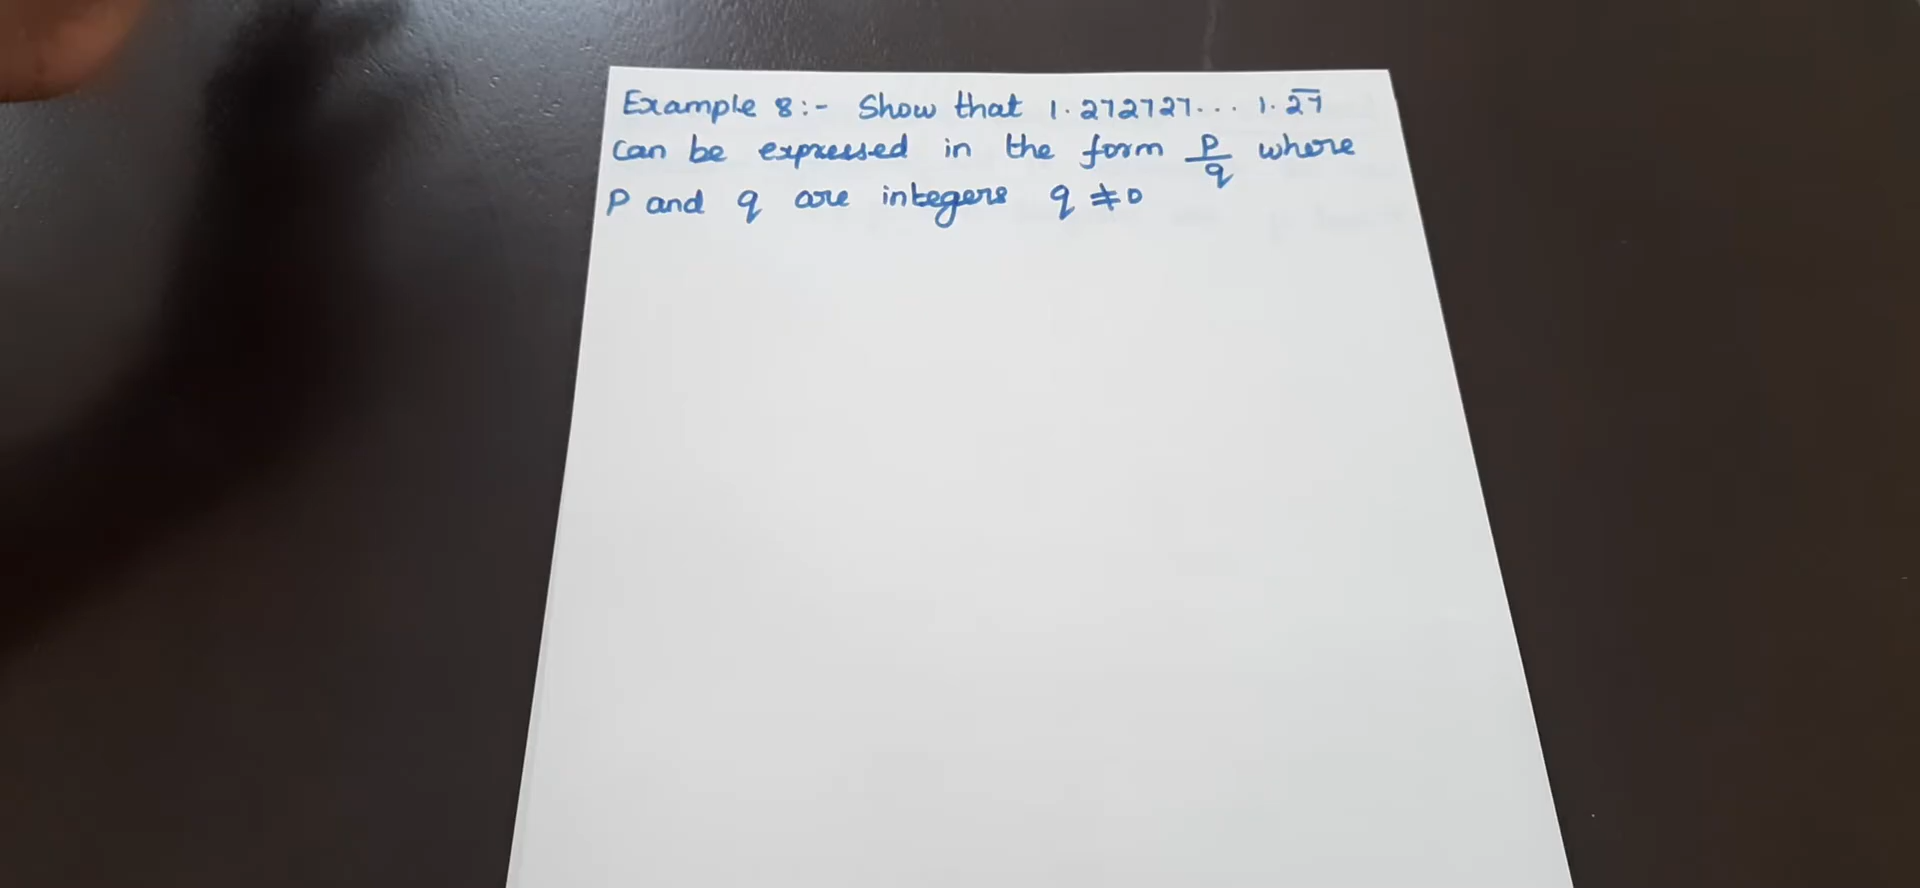 Example 8:- Show that 1.272727... 1.2̅7̅
can be expressed in the form p/q where
P and q are integers q ≠ 0